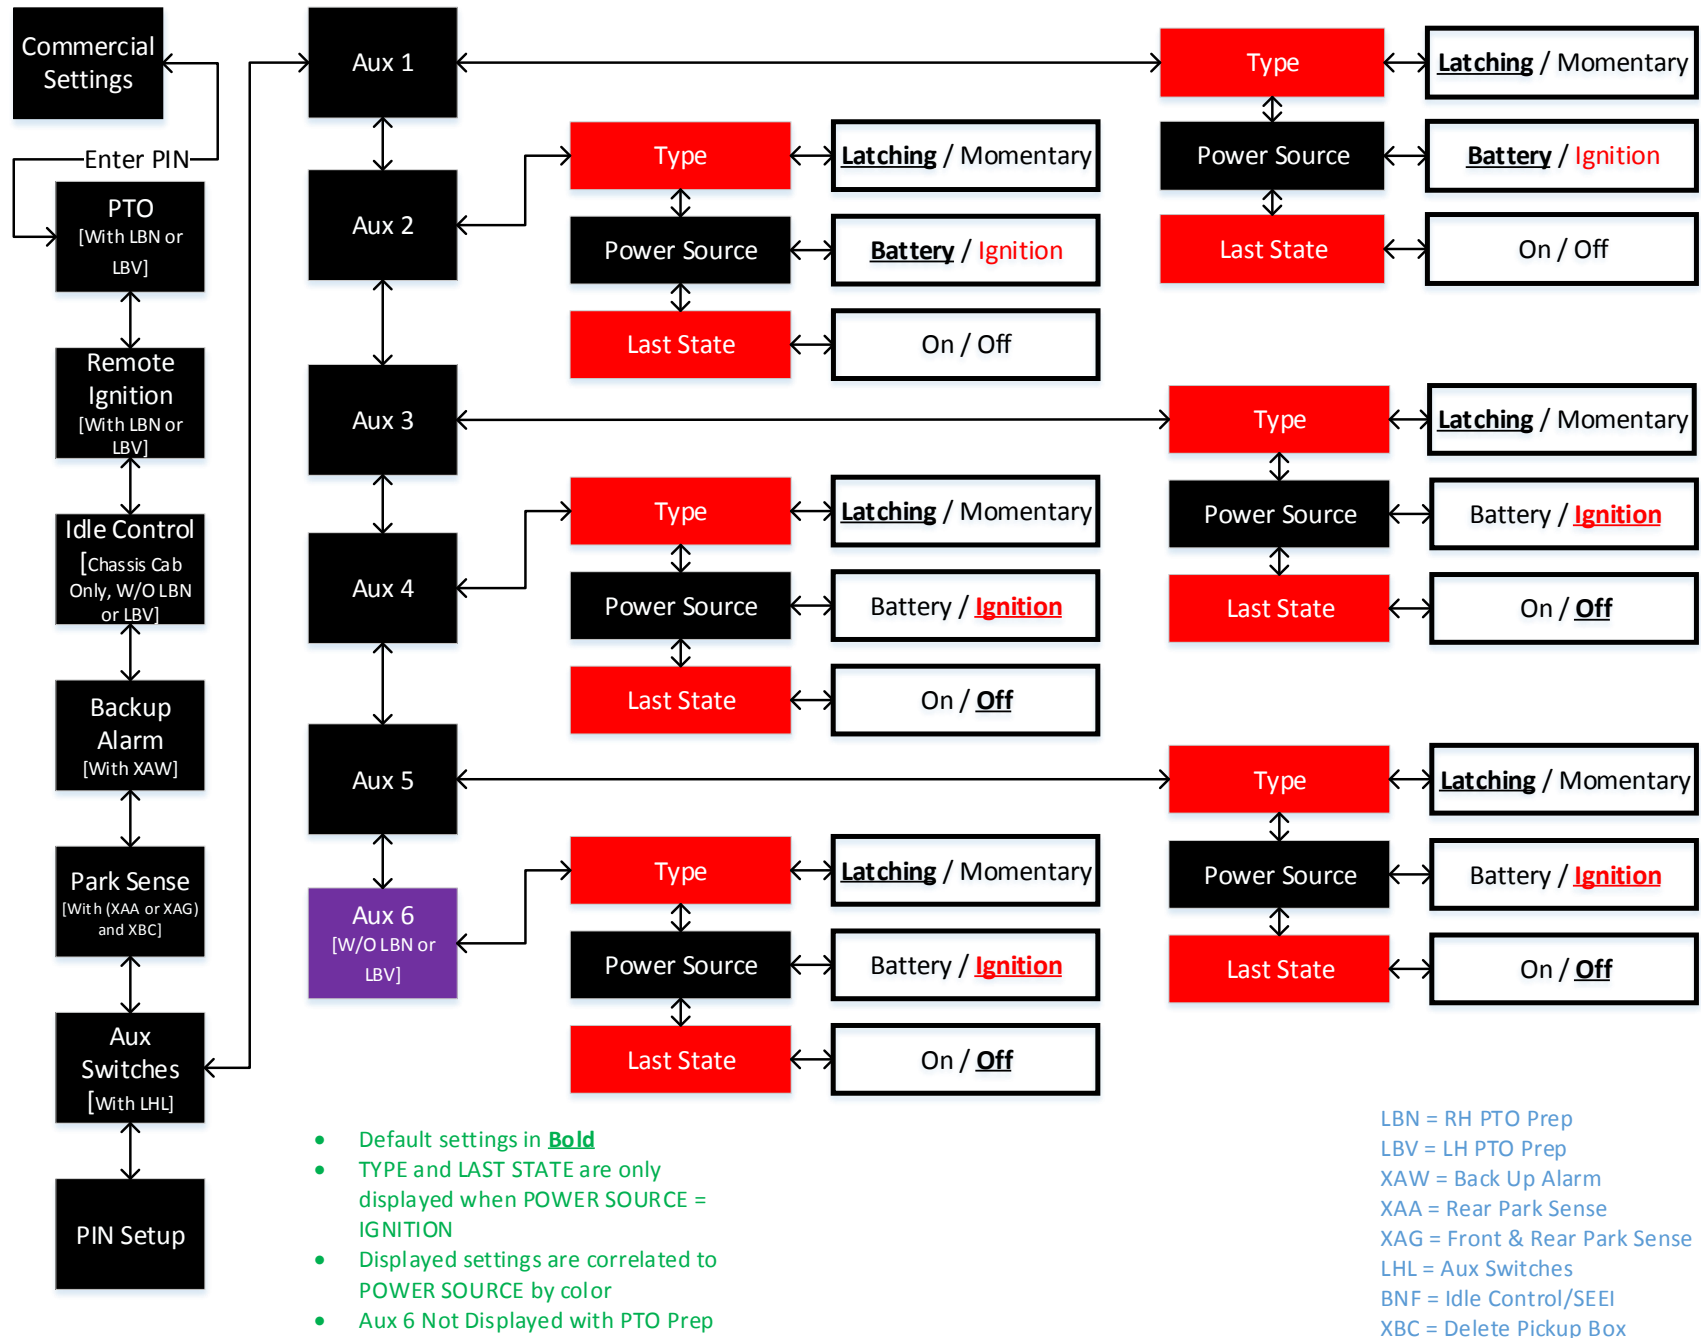 Commercial
Settings
Enter PIN
PTO
[With LBN or
LBV]
Remote
Ignition
[With LBN or
LBV]
Idle Control
[Chassis Cab
Only, W/O LBN
or LBV]
Backup
Alarm
[With XAW]
Park Sense
[With (XAA or XAG)
and XBC]
Aux
Switches
[With LHL]
PIN Setup
Aux 1
Type
Latching / Momentary
Power Source
Battery / Ignition
Last State
On / Off
Aux 2
Type
Latching / Momentary
Power Source
Battery / Ignition
Last State
On / Off
Aux 3
Type
Latching / Momentary
Power Source
Battery / Ignition
Last State
On / Off
Aux 4
Type
Latching / Momentary
Power Source
Battery / Ignition
Last State
On / Off
Aux 5
Type
Latching / Momentary
Power Source
Battery / Ignition
Last State
On / Off
Aux 6
[W/O LBN or
LBV]
Type
Latching / Momentary
Power Source
Battery / Ignition
Last State
On / Off
• Default settings in Bold
• TYPE and LAST STATE are only
displayed when POWER SOURCE =
IGNITION
• Displayed settings are correlated to
POWER SOURCE by color
• Aux 6 Not Displayed with PTO Prep
LBN = RH PTO Prep
LBV = LH PTO Prep
XAW = Back Up Alarm
XAA = Rear Park Sense
XAG = Front & Rear Park Sense
LHL = Aux Switches
BNF = Idle Control/SEEI
XBC = Delete Pickup Box